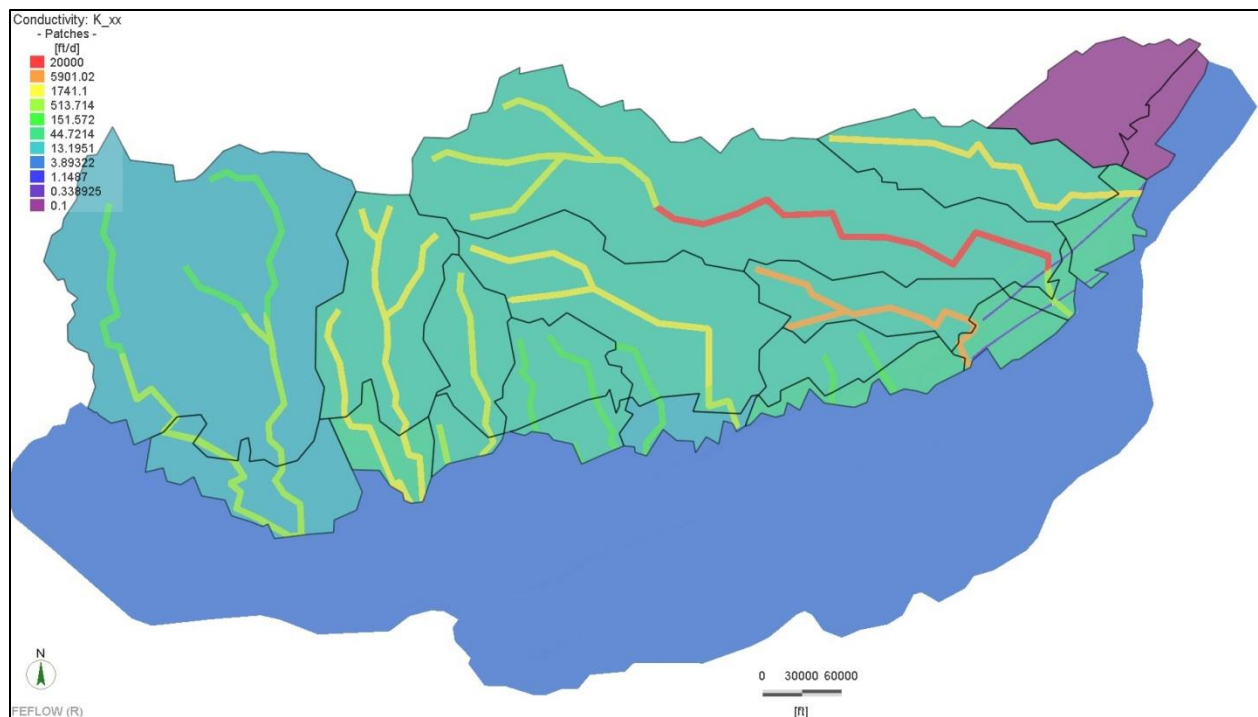 Conductivity: K_xx
- Patches -
[ft/d]
20000
5901.02
1741.1
513.714
151.572
44.7214
13.1951
3.89322
1.1487
0.338925
0.1
N
0 30000 60000
[ft]
FEFLOW (R)